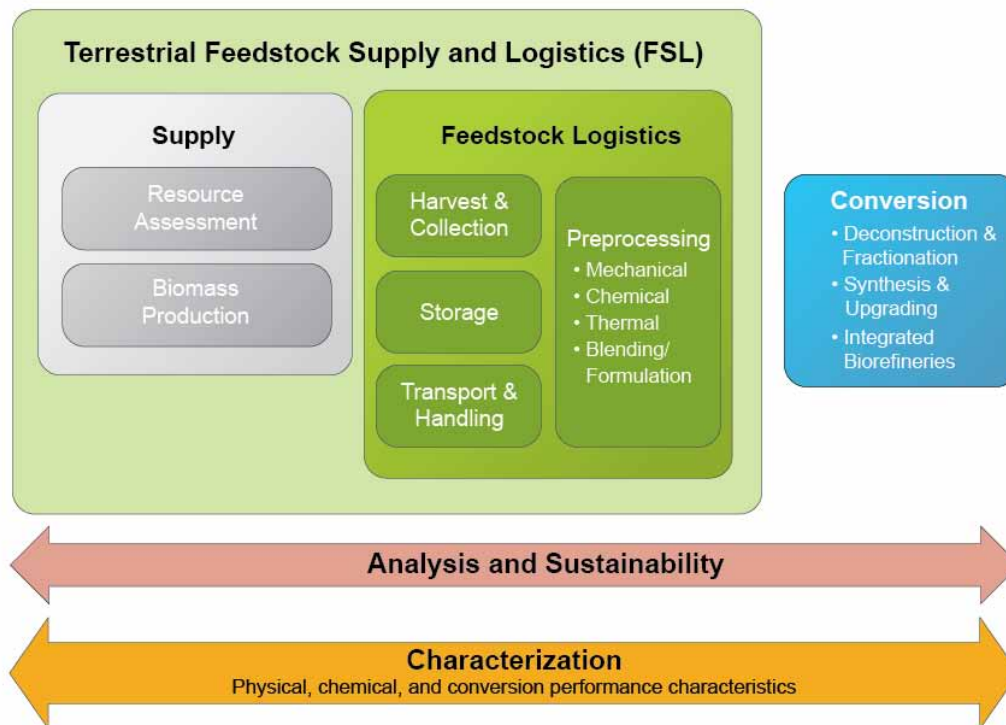 Terrestrial Feedstock Supply and Logistics (FSL)
Supply
Resource
Assessment
Biomass
Production
Feedstock Logistics
Harvest &
Collection
Storage
Transport &
Handling
Preprocessing
• Mechanical
• Chemical
• Thermal
• Blending/
Formulation
Conversion
• Deconstruction &
Fractionation
• Synthesis &
Upgrading
• Integrated
Biorefineries
Analysis and Sustainability
Characterization
Physical, chemical, and conversion performance characteristics